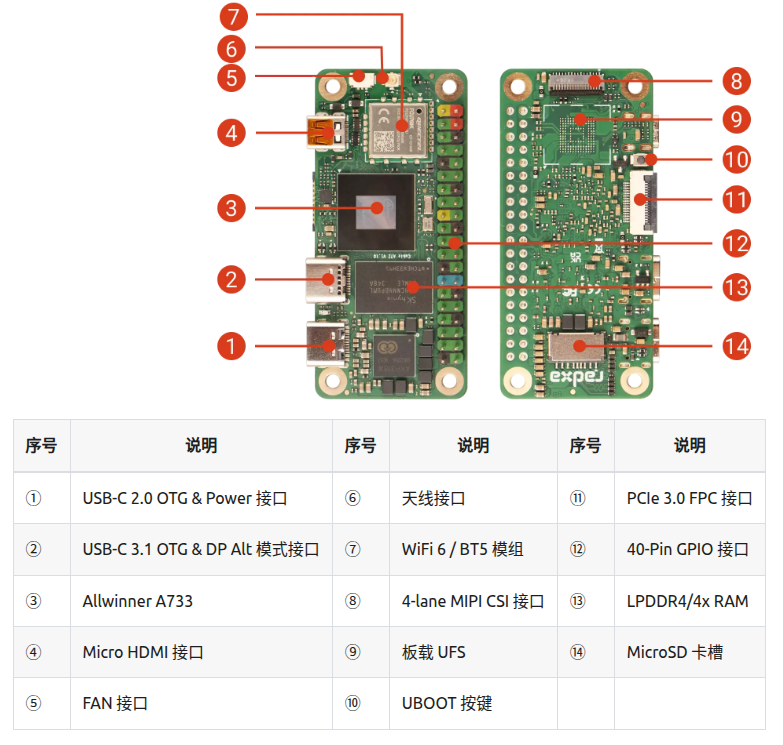 7
6
5
4
3
2
1
8
9
10
11
12
13
14
radxa
序号 说明 序号 说明 序号 说明
① USB-C 2.0 OTG & Power 接口 ⑥ 天线接口 ⑪ PCIe 3.0 FPC 接口
② USB-C 3.1 OTG & DP Alt 模式接口 ⑦ WiFi 6 / BT5 模组 ⑫ 40-Pin GPIO 接口
③ Allwinner A733 ⑧ 4-lane MIPI CSI 接口 ⑬ LPDDR4/4x RAM
④ Micro HDMI 接口 ⑨ 板载 UFS ⑭ MicroSD 卡槽
⑤ FAN 接口 ⑩ UBOOT 按键